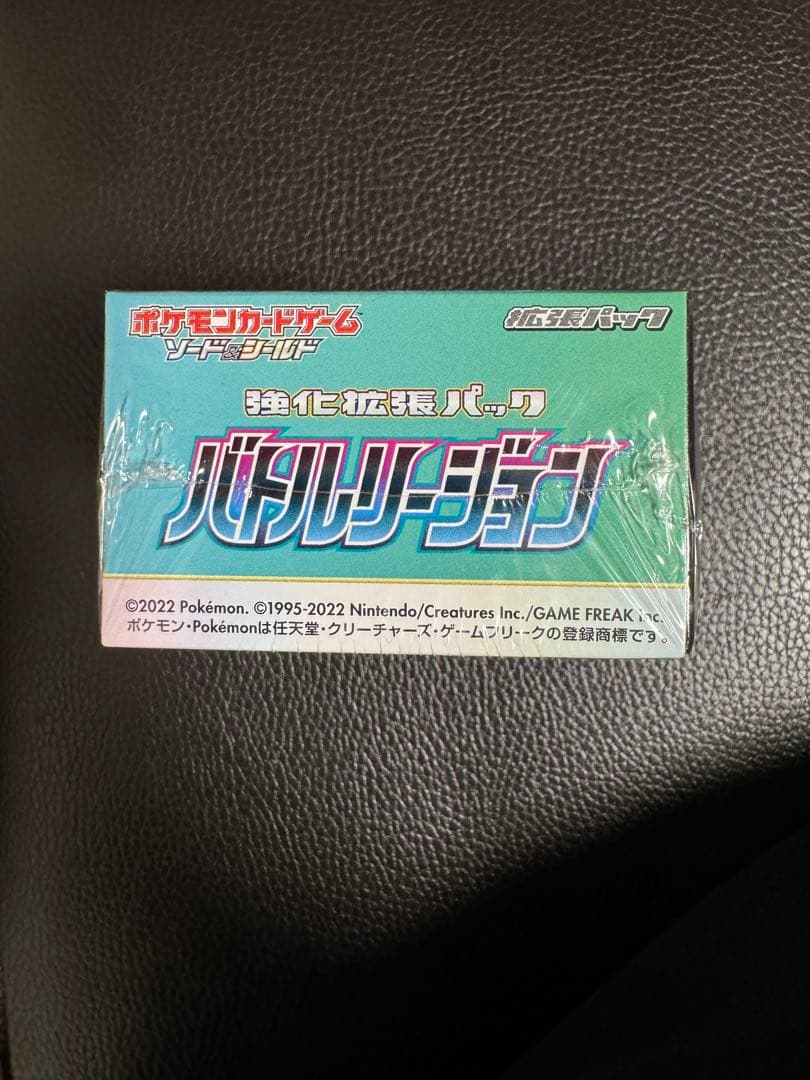 ポケモンカードゲーム 拡張パック
ソード&シールド
強化拡張パック
バトルリージョン
©2022 Pokémon. ©1995-2022 Nintendo/Creatures Inc./GAME FREAK inc.
ポケモン・Pokémonは任天堂・クリーチャーズ・ゲームフリークの登録商標です。